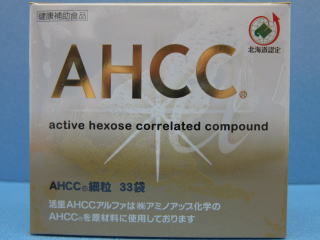 健康補助食品
北海道認定
AHCC®
active hexose correlated compound
AHCC®細粒 33袋
活里AHCCアルファは㈱アミノアップ化学の
AHCC®を原材料に使用しております